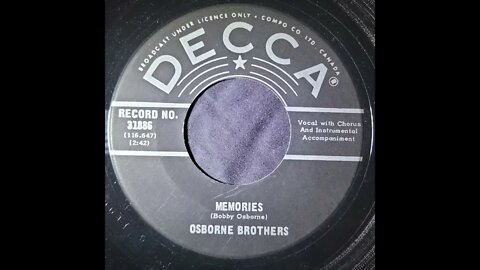 BROADCAST UNDER LICENCE ONLY • COMPO CO LTD. CANADA
DECCA
RECORD NO.
31886
(116.647)
(2:42)
Vocal with Chorus
And Instrumental
Accompaniment
MEMORIES
(Bobby Osborne)
OSBORNE BROTHERS